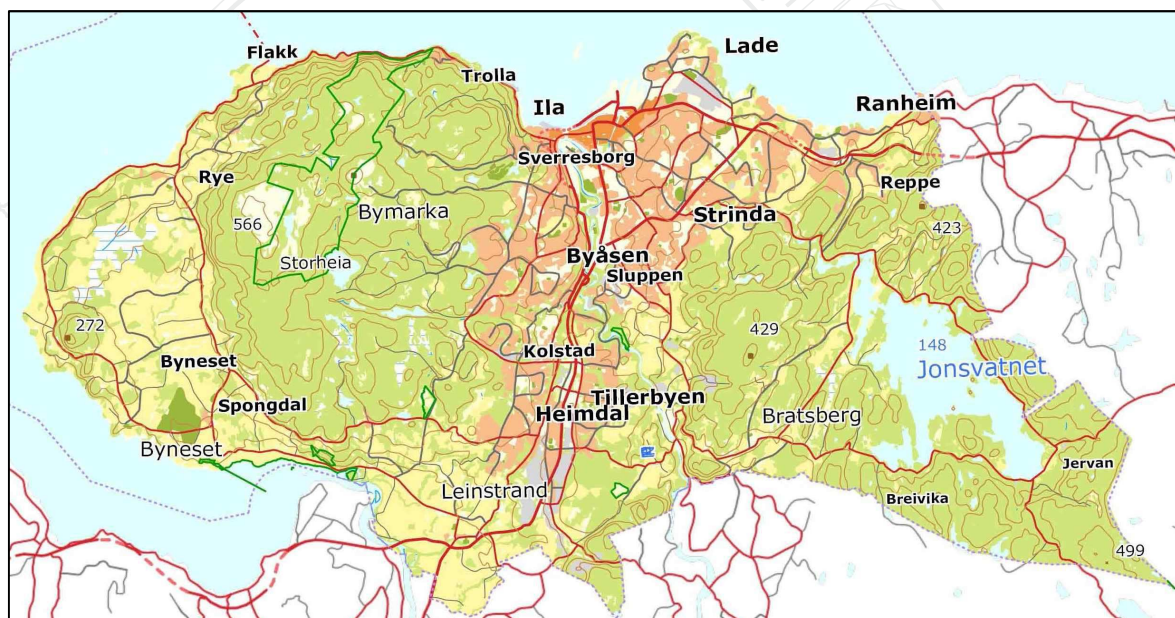 Lade
Flakk
Trolla
Ila
Ranheim
Sverresborg
Rye
Reppe
Bymarka
Strinda
566
423
Byåsen
Storheia
Sluppen
272
429
148
Kolstad
Byneset
Jonsvatnet
Tillerbyen
Spongdal
Heimdal
Bratsberg
Byneset
Jervan
Leinstrand
Breivika
499